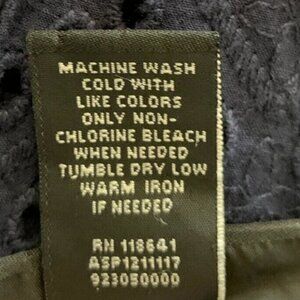 MACHINE WASH
COLD WITH
LIKE COLORS
ONLY NON-
CHLORINE BLEACH
WHEN NEEDED
TUMBLE DRY LOW
WARM IRON
IF NEEDED
RN 118641
ASP1211117
923050000